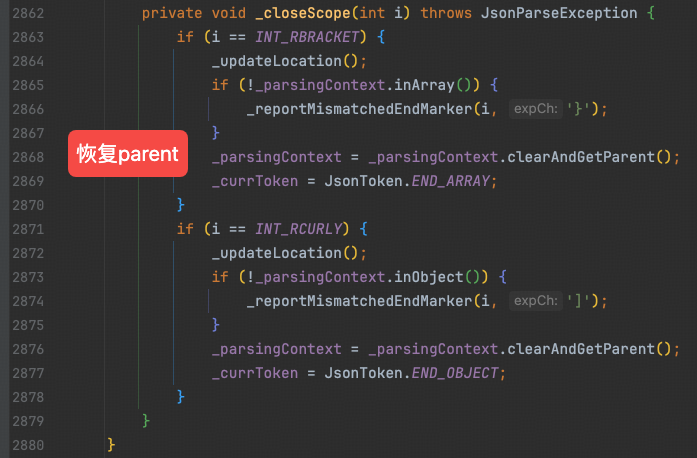 2862 private void _closeScope(int i) throws JsonParseException {
2863 if (i == INT_RBRACKET) {
2864 _updateLocation();
2865 if (!_parsingContext.inArray()) {
2866 _reportMismatchedEndMarker(i, expCh: '}');
2867 }
恢复parent
2868 _parsingContext = _parsingContext.clearAndGetParent();
2869 _currToken = JsonToken.END_ARRAY;
2870 }
2871 if (i == INT_RCURLY) {
2872 _updateLocation();
2873 if (!_parsingContext.inObject()) {
2874 _reportMismatchedEndMarker(i, expCh: ']');
2875 }
2876 _parsingContext = _parsingContext.clearAndGetParent();
2877 _currToken = JsonToken.END_OBJECT;
2878 }
2879 }
2880 }